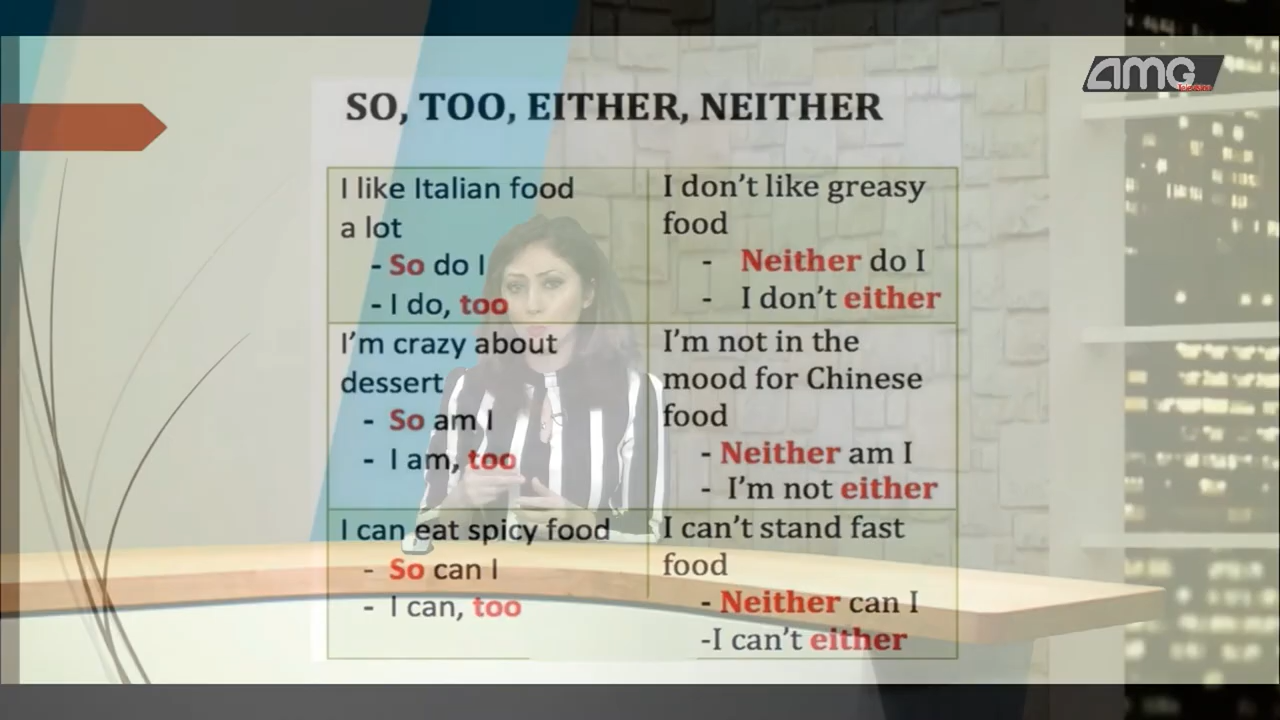 AMG
SO, TOO, EITHER, NEITHER
I like Italian food
a lot
- So do I
- I do, too
I'm crazy about
dessert
- So am I
- I am, too
I can eat spicy food
- So can I
- I can, too
I don't like greasy
food
- Neither do I
- I don't either
I'm not in the
mood for Chinese
food
- Neither am I
- I'm not either
I can't stand fast
food
- Neither can I
-I can't either